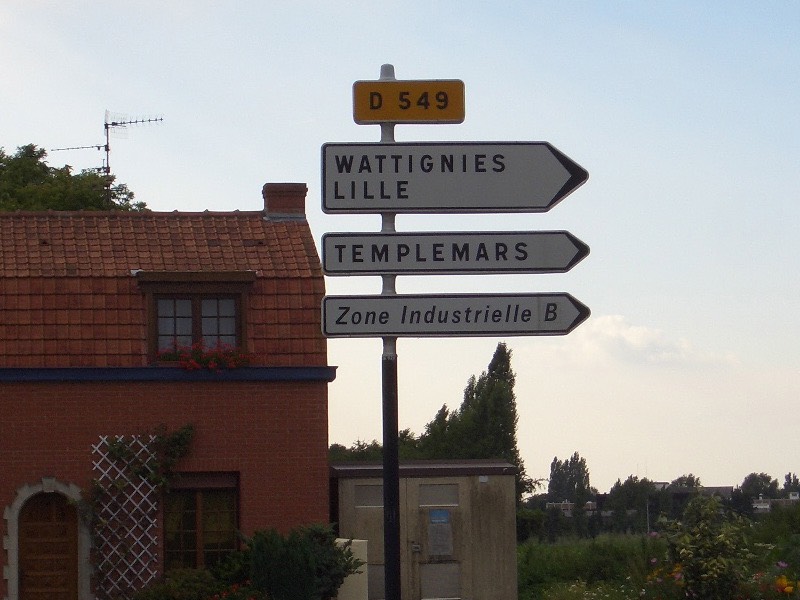 D 549
WATTIGNIES
LILLE
TEMPLEMARS
Zone Industrielle B